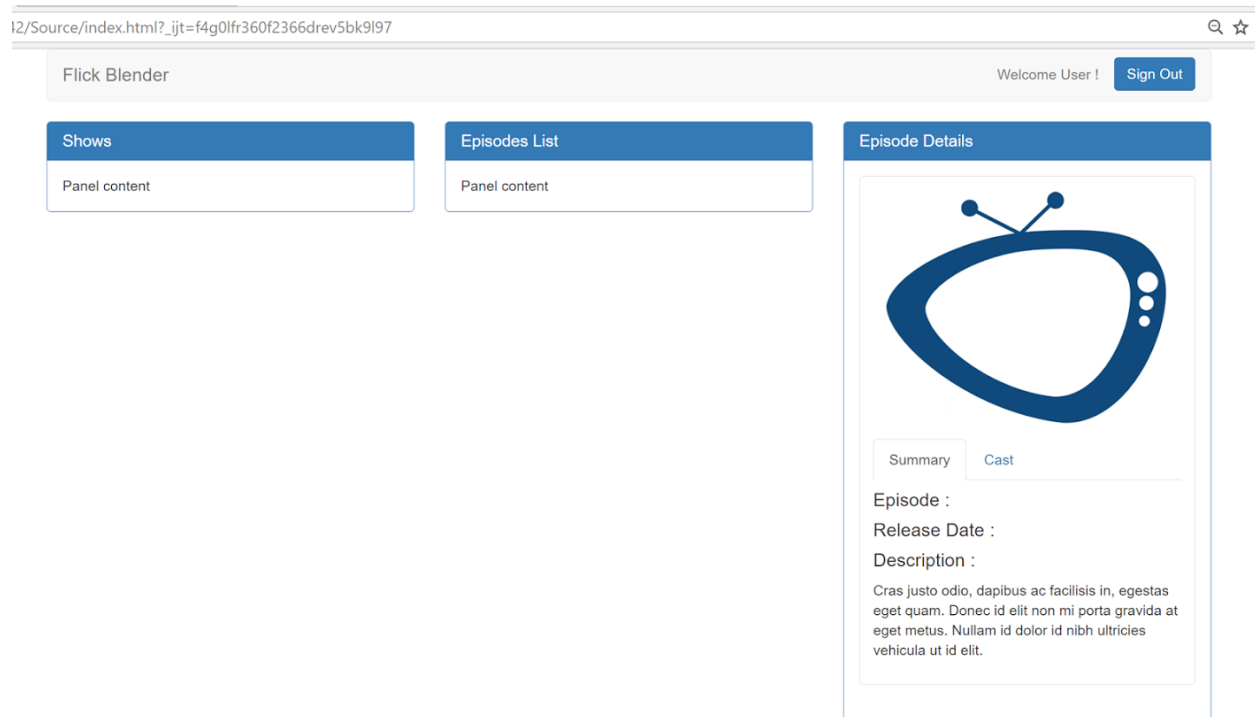 12/Source/index.html?_ijt=f4g0lfr360f2366drev5bk9l97
Flick Blender
Welcome User !
Sign Out
Shows
Panel content
Episodes List
Panel content
Episode Details
Summary
Cast
Episode :
Release Date :
Description :
Cras justo odio, dapibus ac facilisis in, egestas
eget quam. Donec id elit non mi porta gravida at
eget metus. Nullam id dolor id nibh ultricies
vehicula ut id elit.